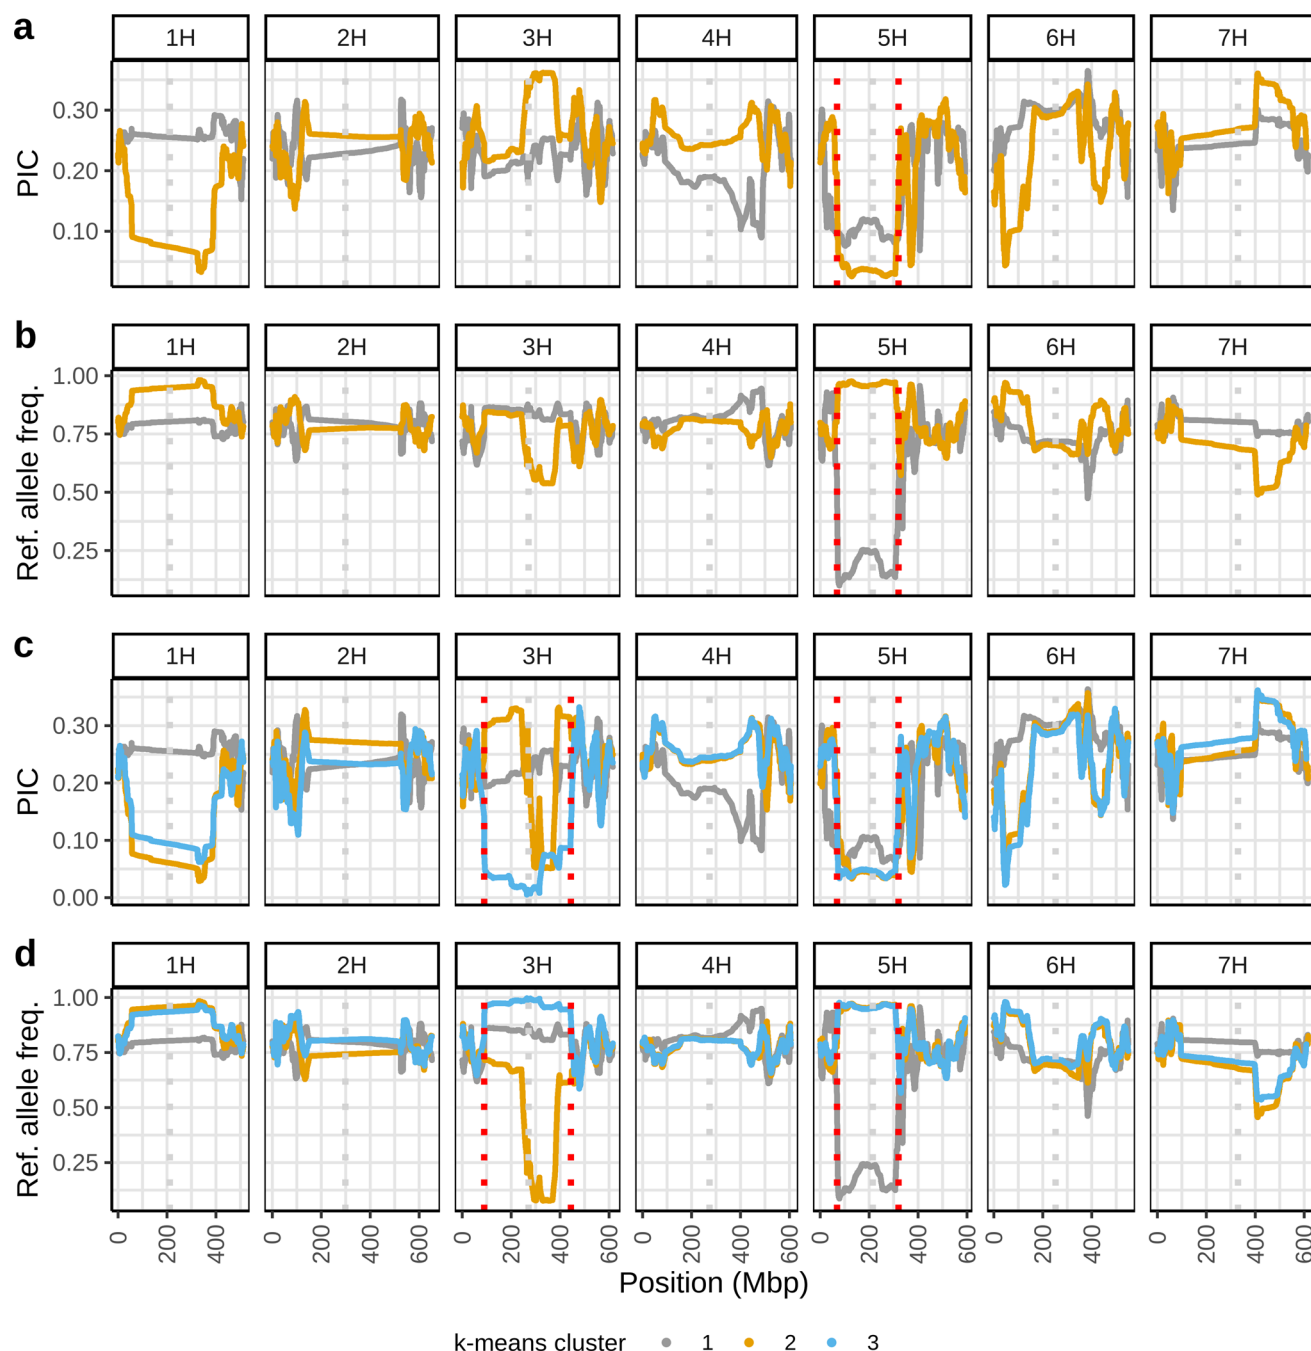 a
1H 2H 3H 4H 5H 6H 7H
PIC
0.30
0.20
0.10
b
1H 2H 3H 4H 5H 6H 7H
Ref. allele freq.
1.00
0.75
0.50
0.25
c
1H 2H 3H 4H 5H 6H 7H
PIC
0.30
0.20
0.10
0.00
d
1H 2H 3H 4H 5H 6H 7H
Ref. allele freq.
1.00
0.75
0.50
0.25
0 200 400 0 200 400 600 0 200 400 600 0 200 400 600 0 200 400 600 0 200 400 0 200 400 600
Position (Mbp)
k-means cluster 1 2 3